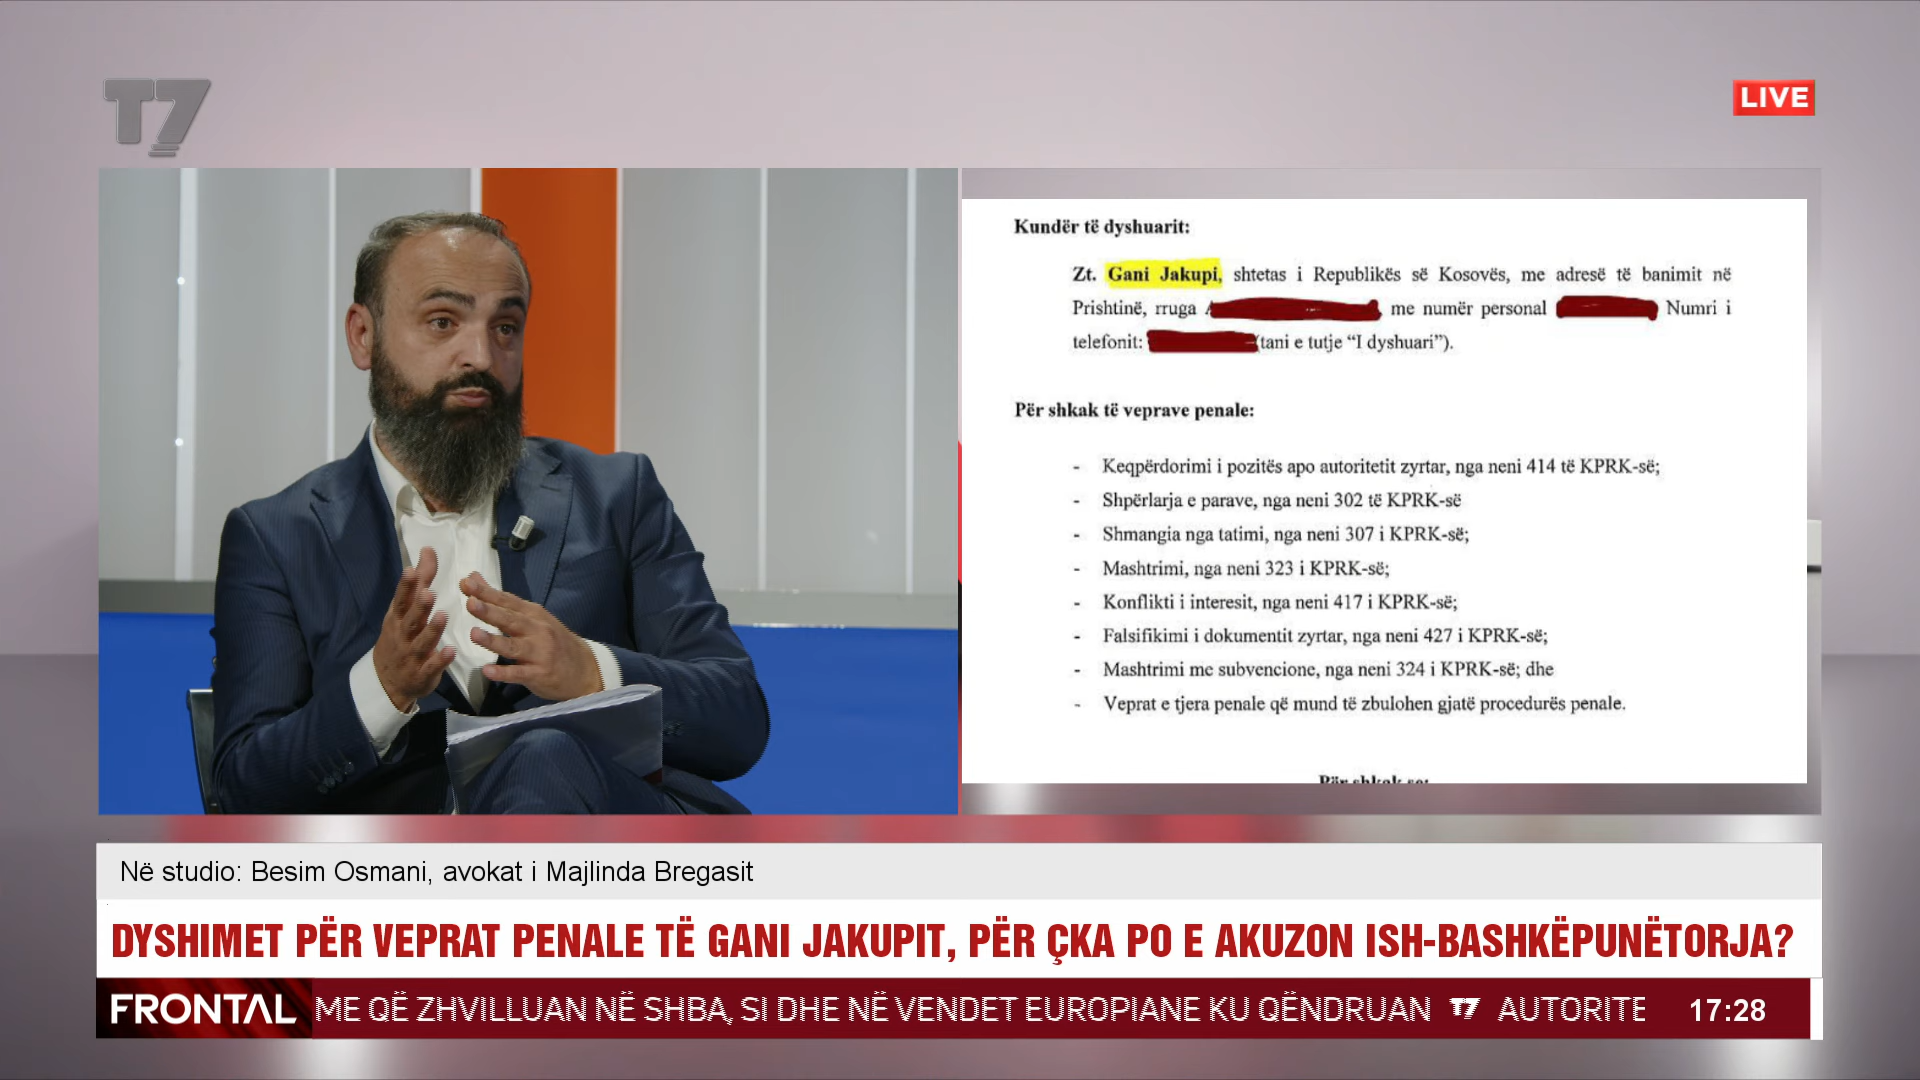 T7
LIVE
Kundër të dyshuarit:
Zt. Gani Jakupi, shtetas i Republikës së Kosovës, me adresë të banimit në
Prishtinë, rruga me numër personal Numri i
telefonit: (tani e tutje “I dyshuari”).
Për shkak të veprave penale:
- Keqpërdorimi i pozitës apo autoritetit zyrtar, nga neni 414 të KPRK-së;
- Shpërlarja e parave, nga neni 302 të KPRK-së
- Shmangia nga tatimi, nga neni 307 i KPRK-së;
- Mashtrimi, nga neni 323 i KPRK-së;
- Konflikti i interesit, nga neni 417 i KPRK-së;
- Falsifikimi i dokumentit zyrtar, nga neni 427 i KPRK-së;
- Mashtrimi me subvencione, nga neni 324 i KPRK-së; dhe
- Veprat e tjera penale që mund të zbulohen gjatë procedurës penale.
Për shkak se:
Në studio: Besim Osmani, avokat i Majlinda Bregasit
DYSHIMET PËR VEPRAT PENALE TË GANI JAKUPIT, PËR ÇKA PO E AKUZON ISH-BASHKËPUNËTORJA?
FRONTAL ME QË ZHVILLUAN NË SHBA, SI DHE NË VENDET EUROPIANE KU QËNDRUAN T7 AUTORITE 17:28